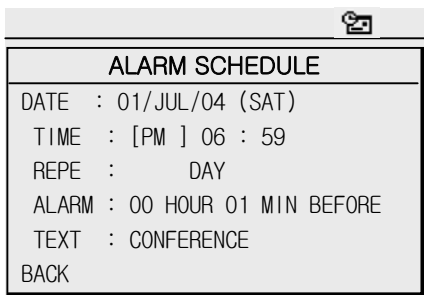 ALARM SCHEDULE
DATE : 01/JUL/04 (SAT)
TIME : [PM ] 06 : 59
REPE : DAY
ALARM : 00 HOUR 01 MIN BEFORE
TEXT : CONFERENCE
BACK